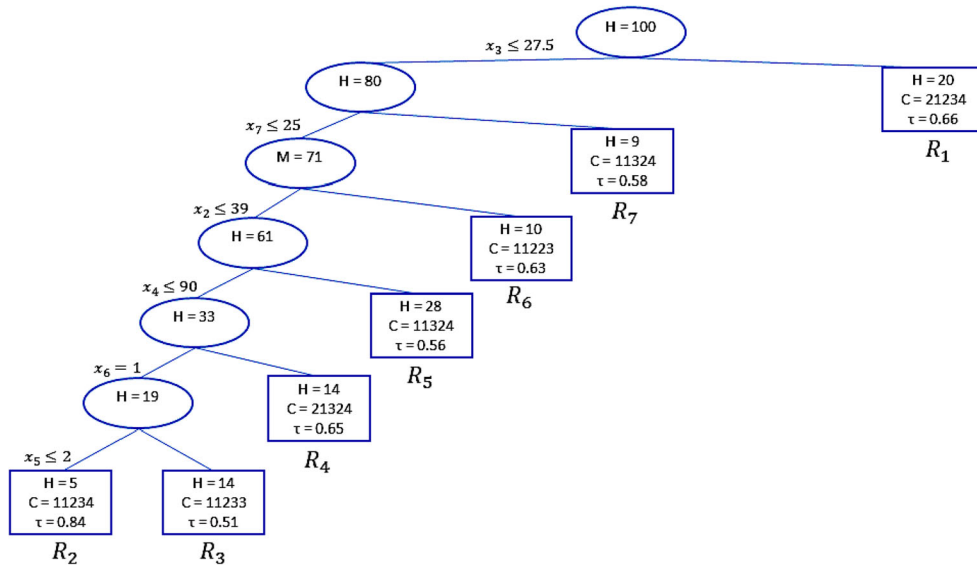 H = 100
x₃ ≤ 27.5
H = 80
H = 20
C = 21234
τ = 0.66
R₁
x₇ ≤ 25
H = 9
C = 11324
τ = 0.58
R₇
M = 71
x₂ ≤ 39
H = 10
C = 11223
τ = 0.63
R₆
H = 61
x₄ ≤ 90
H = 28
C = 11324
τ = 0.56
R₅
H = 33
x₆ = 1
H = 14
C = 21324
τ = 0.65
R₄
H = 19
x₅ ≤ 2
H = 5
C = 11234
τ = 0.84
R₂
H = 14
C = 11233
τ = 0.51
R₃